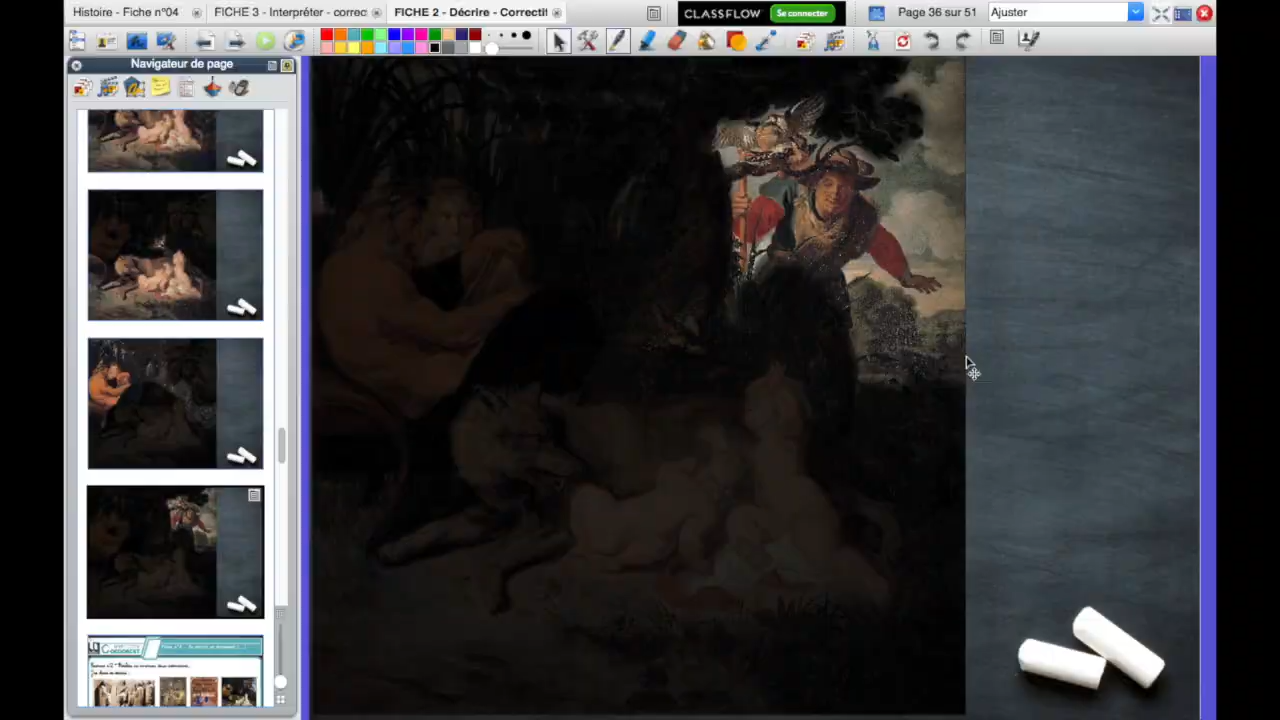 Histoire - Fiche n°04
FICHE 3 - Interpréter - correc
FICHE 2 - Décrire - Correctif
CLASSFLOW
Se connecter
Page 36 sur 51
Ajuster
Navigateur de page